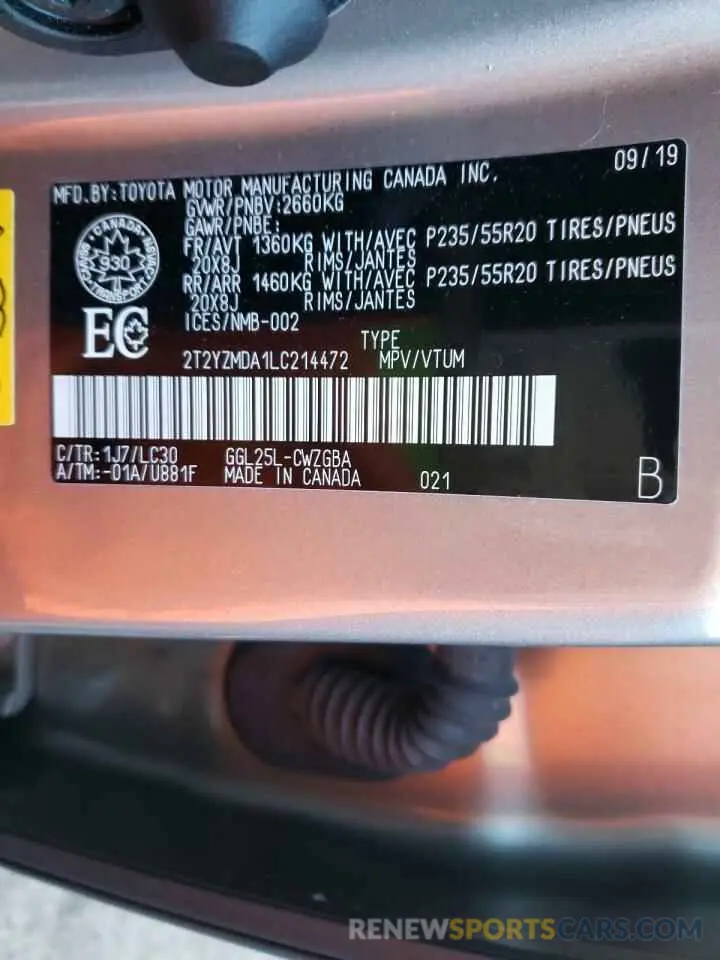 09/19
MFD.BY:TOYOTA MOTOR MANUFACTURING CANADA INC.
GVWR/PNBV:2660KG
GAWR/PNBE:
FR/AVT 1360KG WITH/AVEC P235/55R20 TIRES/PNEUS
20X8J RIMS/JANTES
RR/ARR 1460KG WITH/AVEC P235/55R20 TIRES/PNEUS
20X8J RIMS/JANTES
ICES/NMB-002
CANADA
930
TRANSPORT
EC
TYPE
2T2YZMDA1LC214472 MPV/VTUM
C/TR:1J7/LC30 GGL25L-CWZGBA
A/TM:-01A/U881F MADE IN CANADA 021
B
RENEWSPORTSCARS.COM